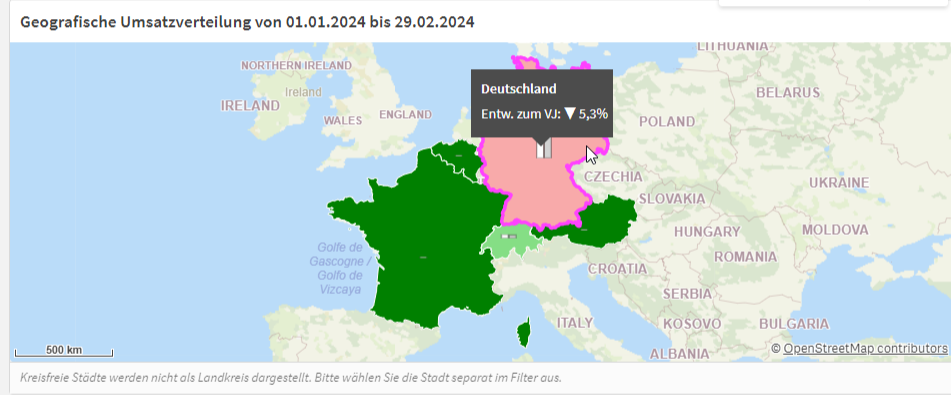 Geografische Umsatzverteilung von 01.01.2024 bis 29.02.2024
LITHUANIA
NORTHERN IRELAND
Deutschland
Ireland
IRELAND
BELARUS
Entw. zum VJ: ▼ 5,3%
WALES
ENGLAND
POLAND
CZECHIA
UKRAINE
SLOVAKIA
HUNGARY
MOLDOVA
Golfe de
Gascogne /
Golfo de
Vizcaya
ROMANIA
CROATIA
SERBIA
ITALY
KOSOVO
BULGARIA
500 km
ALBANIA
© OpenStreetMap contributors
Kreisfreie Städte werden nicht als Landkreis dargestellt. Bitte wählen Sie die Stadt separat im Filter aus.